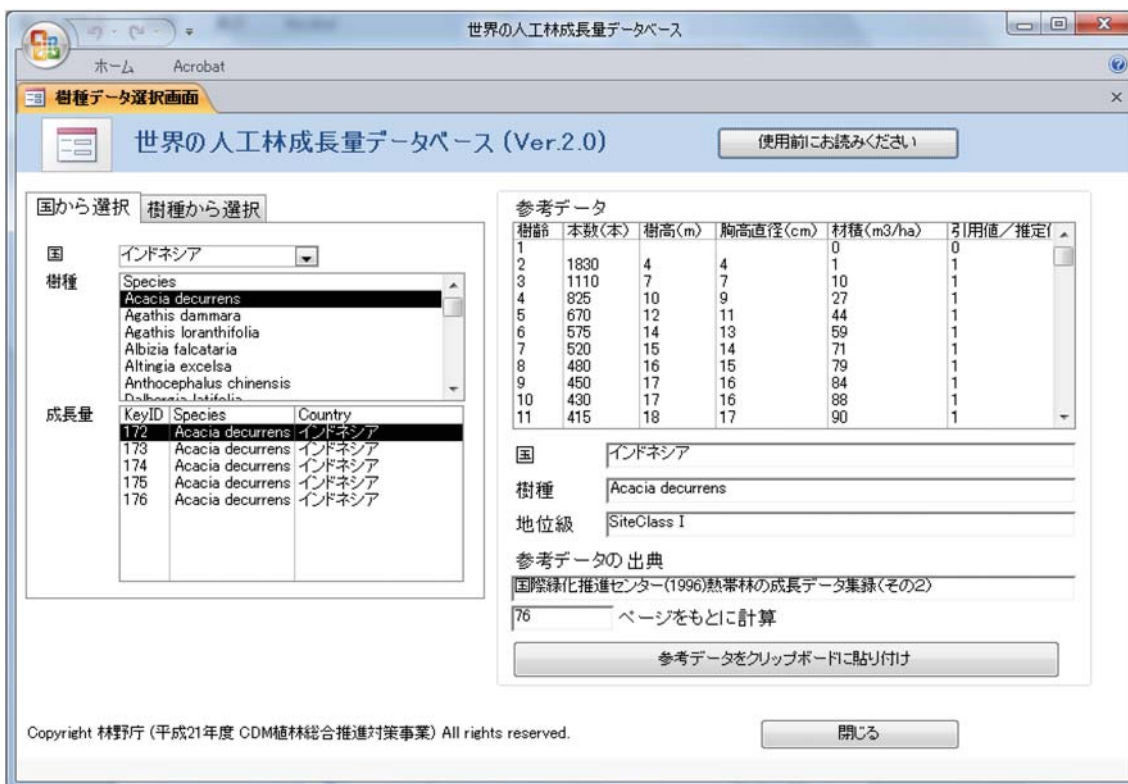 世界の人工林成長量データベース
ホーム Acrobat
樹種データ選択画面
世界の人工林成長量データベース (Ver.2.0)
使用前にお読みください
国から選択 樹種から選択
国 インドネシア
樹種
Species
Acacia decurrens
Agathis dammara
Agathis loranthifolia
Albizia falcataria
Altingia excelsa
Anthocephalus chinensis
Dalbergia latifolia
成長量
KeyID Species Country
172 Acacia decurrens インドネシア
173 Acacia decurrens インドネシア
174 Acacia decurrens インドネシア
175 Acacia decurrens インドネシア
176 Acacia decurrens インドネシア
参考データ
樹齢 本数(本) 樹高(m) 胸高直径(cm) 材積(m3/ha) 引用値/推定
1 0 0
2 1830 4 4 1 1
3 1110 7 7 10 1
4 825 10 9 27 1
5 670 12 11 44 1
6 575 14 13 59 1
7 520 15 14 71 1
8 480 16 15 79 1
9 450 17 16 84 1
10 430 17 16 88 1
11 415 18 17 90 1
国 インドネシア
樹種 Acacia decurrens
地位級 SiteClass I
参考データの出典
国際緑化推進センター(1996)熱帯林の成長データ集録(その2)
76 ページをもとに計算
参考データをクリップボードに貼り付け
Copyright 林野庁 (平成21年度 CDM植林総合推進対策事業) All rights reserved.
閉じる